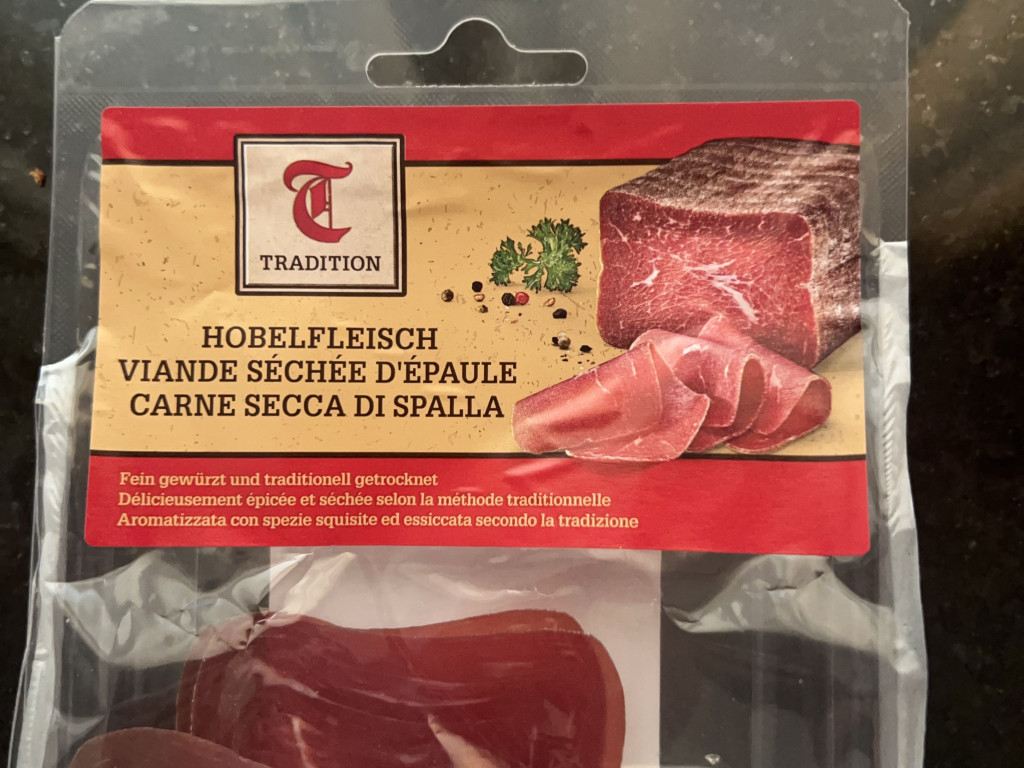 T
TRADITION
HOBELFLEISCH
VIANDE SÉCHÉE D'ÉPAULE
CARNE SECCA DI SPALLA
Fein gewürzt und traditionell getrocknet
Délicieusement épicée et séchée selon la méthode traditionnelle
Aromatizzata con spezie squisite ed essiccata secondo la tradizione